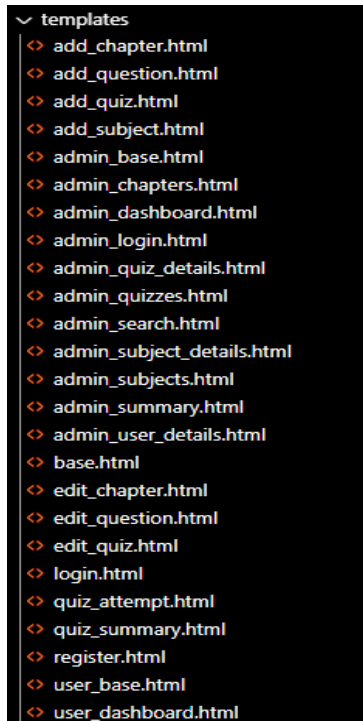 templates
<> add_chapter.html
<> add_question.html
<> add_quiz.html
<> add_subject.html
<> admin_base.html
<> admin_chapters.html
<> admin_dashboard.html
<> admin_login.html
<> admin_quiz_details.html
<> admin_quizzes.html
<> admin_search.html
<> admin_subject_details.html
<> admin_subjects.html
<> admin_summary.html
<> admin_user_details.html
<> base.html
<> edit_chapter.html
<> edit_question.html
<> edit_quiz.html
<> login.html
<> quiz_attempt.html
<> quiz_summary.html
<> register.html
<> user_base.html
<> user_dashboard.html